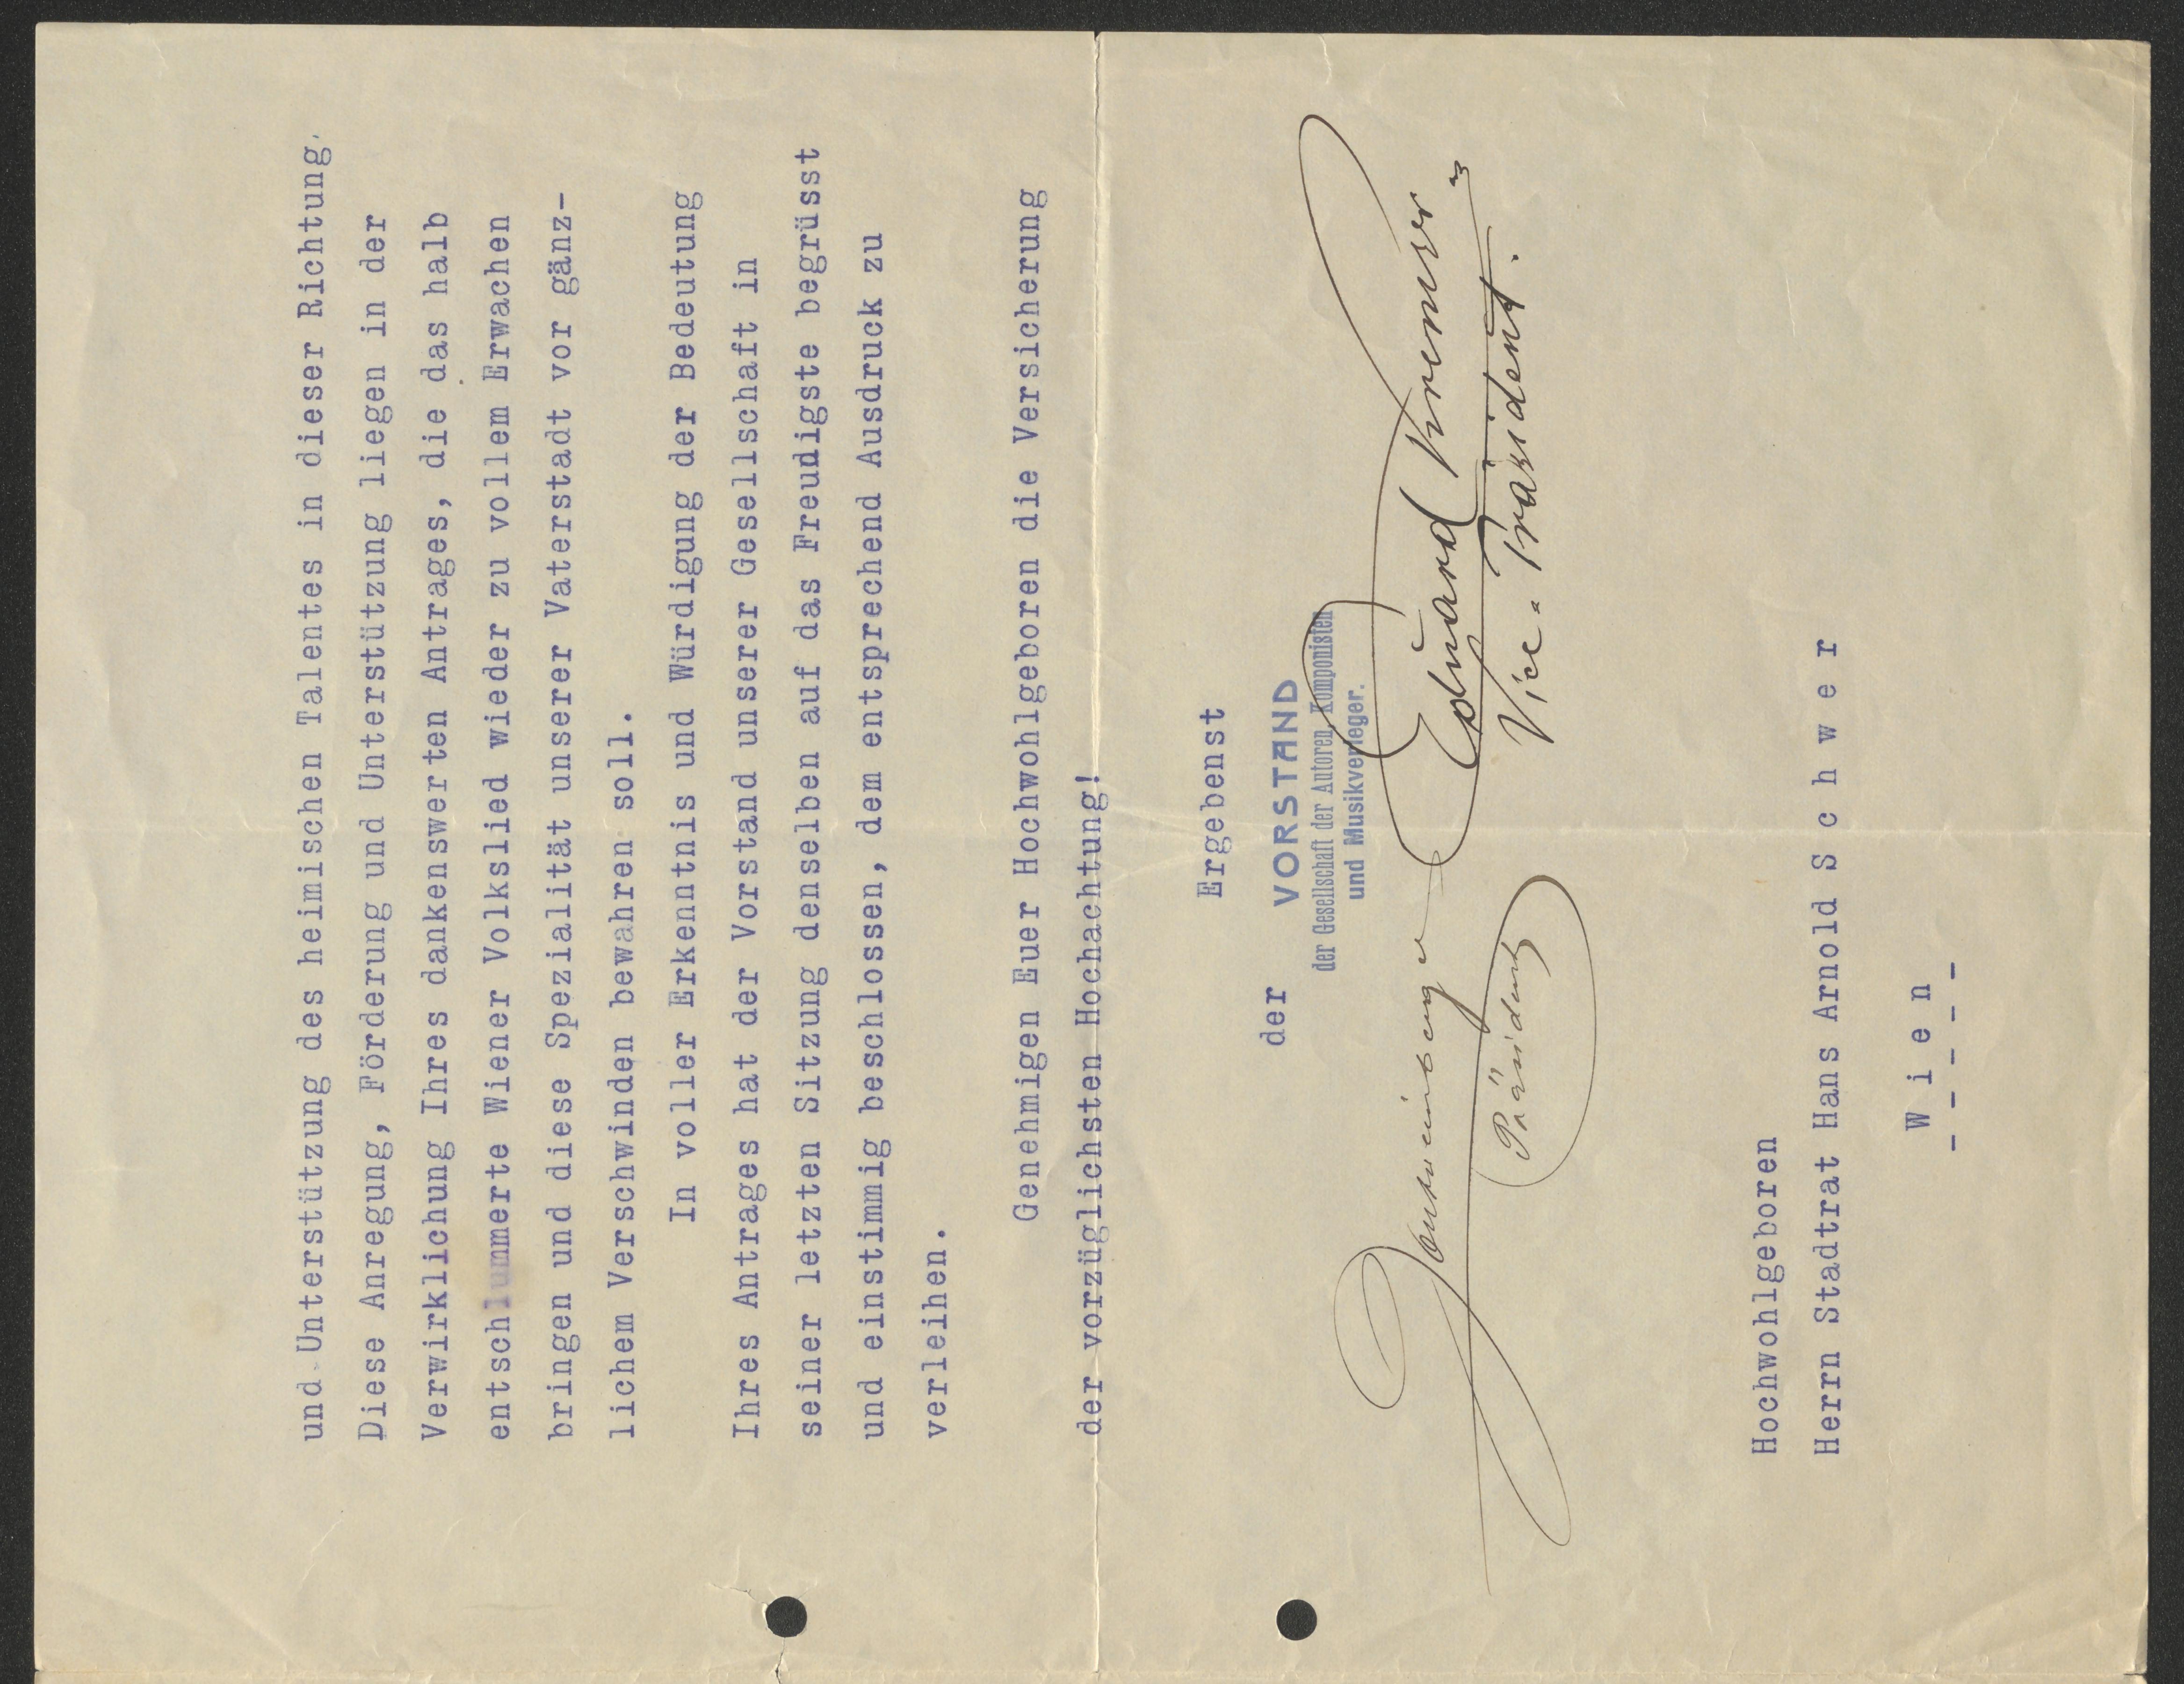 und Unterstützung des heimischen Talentes in dieser Richtung.
Diese Anregung, Förderung und Unterstützung liegen in der
Verwirklichung Ihres dankenswerten Antrages, die das halb
entschlummerte Wiener Volkslied wieder zu vollem Erwachen
bringen und diese Spezialität unserer Vaterstadt vor gänz-
lichem Verschwinden bewahren soll.
In voller Erkenntnis und Würdigung der Bedeutung
Ihres Antrages hat der Vorstand unserer Gesellschaft in
seiner letzten Sitzung denselben auf das Freudigste begrüsst
und einstimmig beschlossen, dem entsprechend Ausdruck zu
verleihen.
Genehmigen Euer Hochwohlgeboren die Versicherung
der vorzüglichsten Hochachtung!
Ergebenst
der VORSTAND
der Gesellschaft der Autoren, Komponisten
und Musikverleger.
Eduard Kremser
Vice-Präsident.
Präsident
Hochwohlgeboren
Herrn Stadtrat Hans Arnold S c h w e r
W i e n
- - - - -